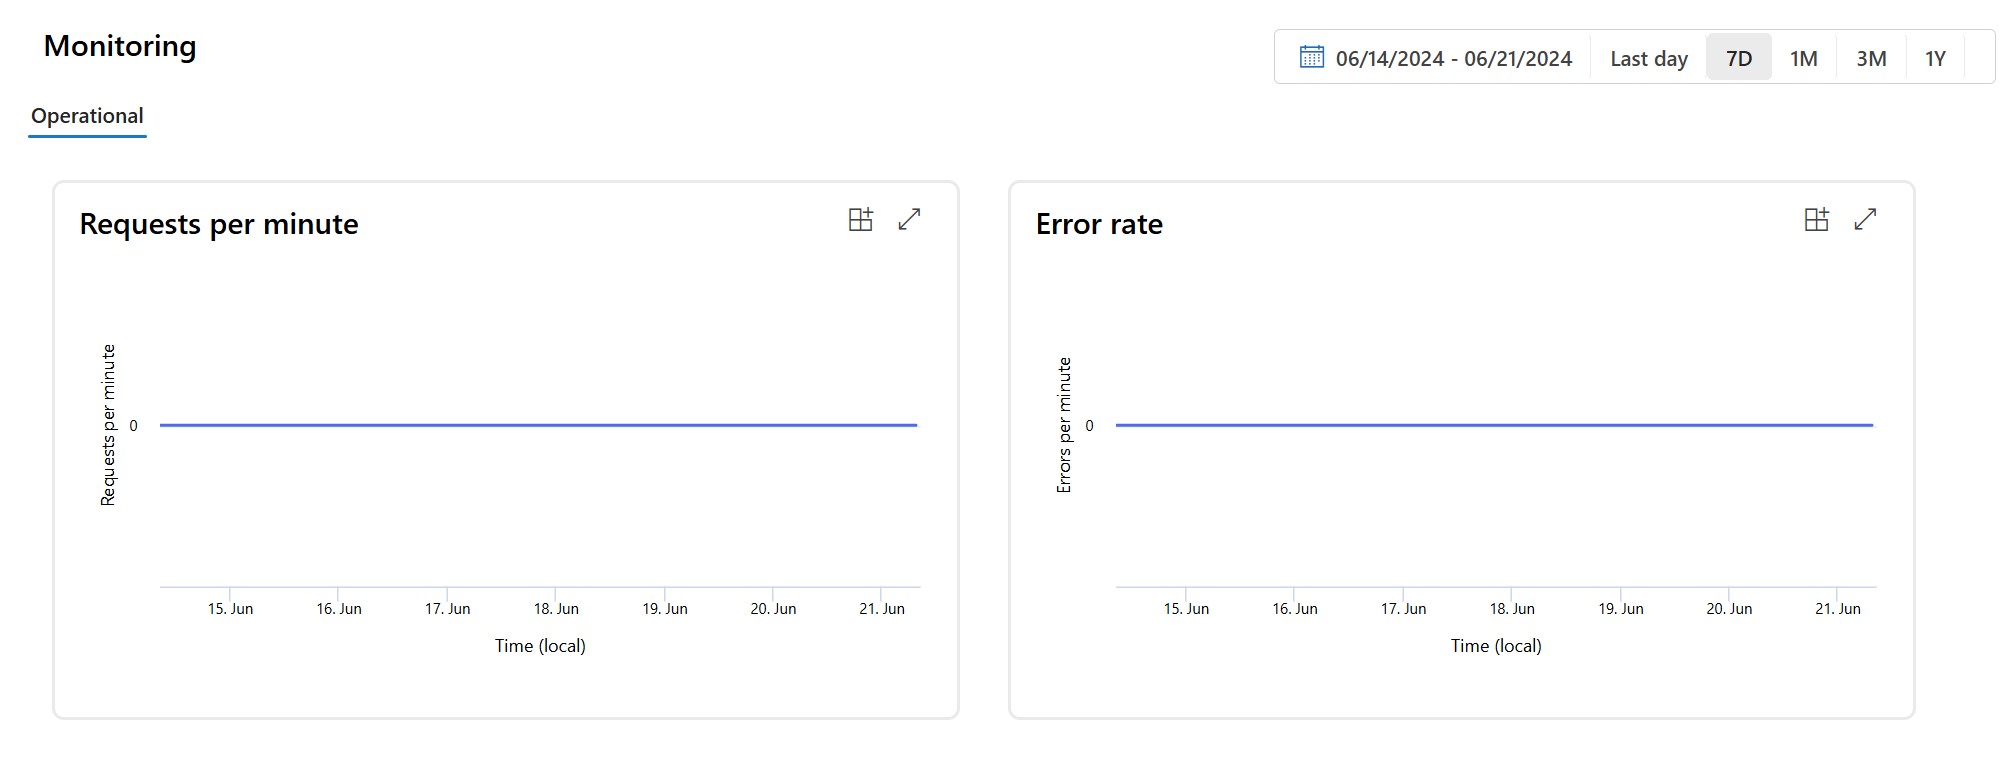 Monitoring
06/14/2024 - 06/21/2024 Last day 7D 1M 3M 1Y
Operational
Requests per minute
Requests per minute
0
15. Jun 16. Jun 17. Jun 18. Jun 19. Jun 20. Jun 21. Jun
Time (local)
Error rate
Errors per minute
0
15. Jun 16. Jun 17. Jun 18. Jun 19. Jun 20. Jun 21. Jun
Time (local)